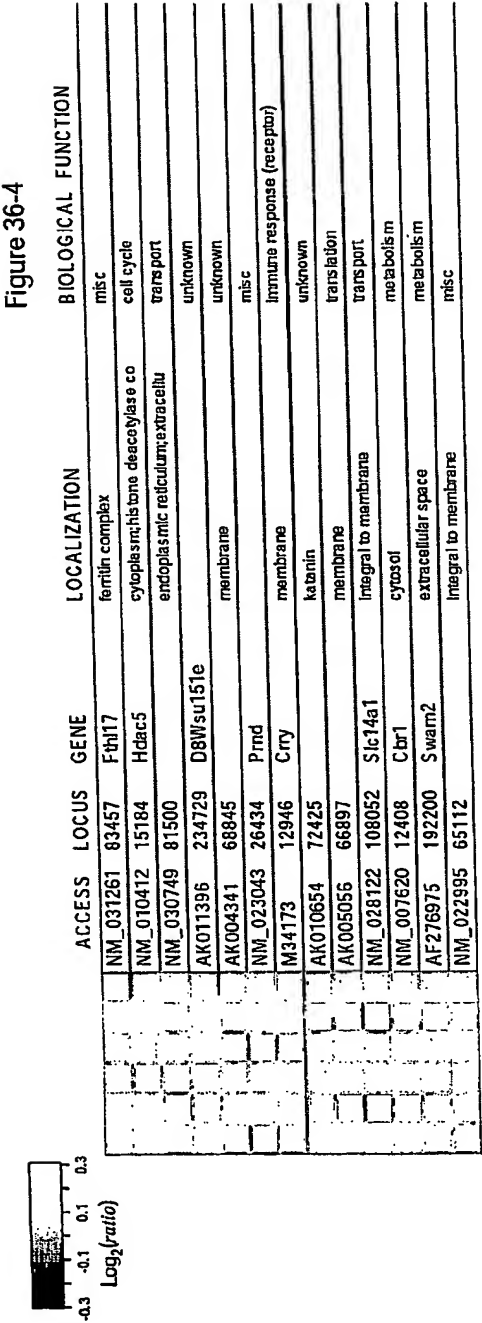 Figure 36-4
ACCESS LOCUS GENE LOCALIZATION BIOLOGICAL FUNCTION
NM_031261 83457 Fthl17 ferritin complex misc
NM_010412 15184 Hdac5 cytoplasm;histone deacetylase co cell cycle
NM_030749 81500 endoplasmic reticulum;extracellu transport
AK011396 234729 D8Wsu151e unknown
AK004341 68845 membrane unknown
NM_023043 26434 Prnd misc
M34173 12946 Crry membrane Immune response (receptor)
AK010654 72425 katanin unknown
AK005056 66897 membrane translation
NM_028122 108052 Slc14a1 Integral to membrane transport
NM_007620 12408 Cbr1 cytosol metabolism
AF276975 192200 Swam2 extracellular space metabolism
NM_022995 65112 Integral to membrane misc
-0.3 -0.1 0.1 0.3
Log2(ratio)